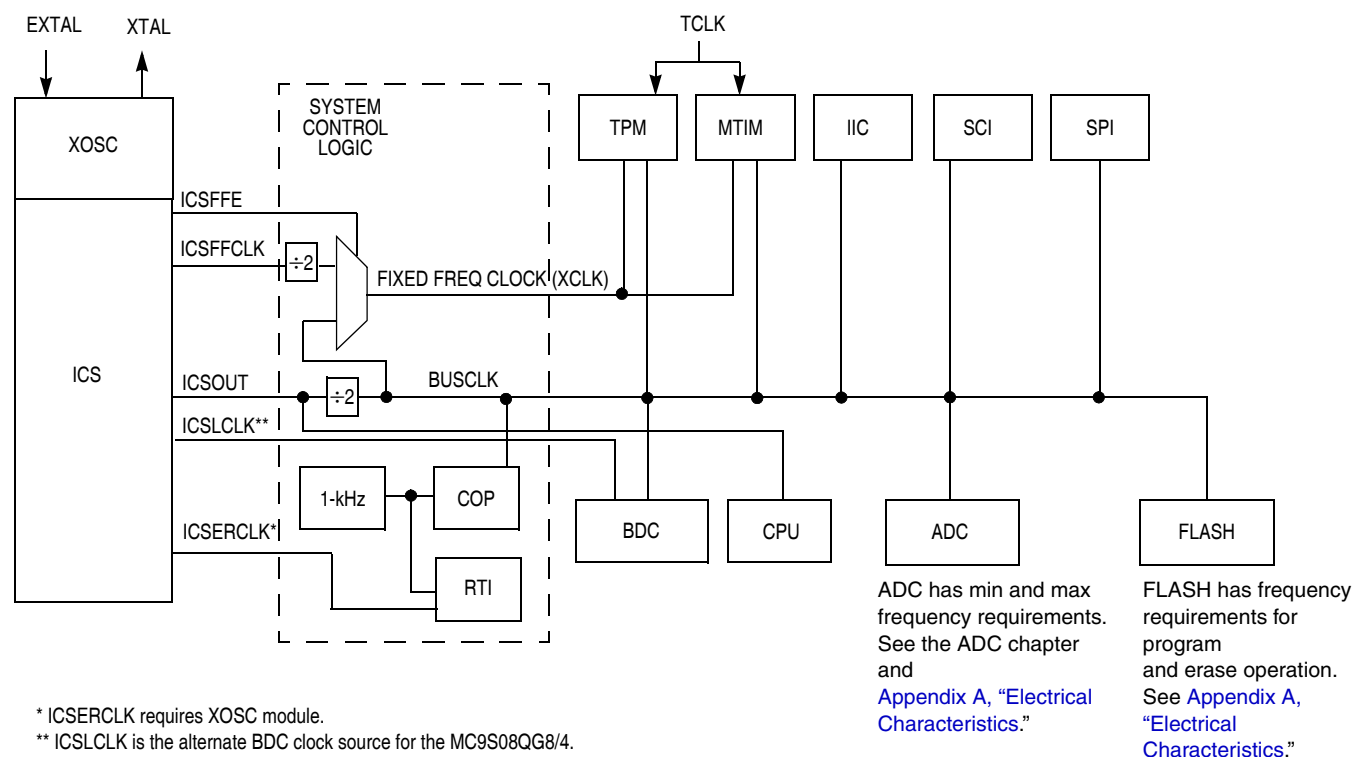 EXTAL
XTAL
TCLK
SYSTEM
CONTROL
LOGIC
XOSC
TPM
MTIM
IIC
SCI
SPI
ICSFFE
ICSFFCLK
÷2
FIXED FREQ CLOCK (XCLK)
ICS
ICSOUT
÷2
BUSCLK
ICSLCLK**
1-kHz
COP
ICSERCLK*
RTI
BDC
CPU
ADC
FLASH
ADC has min and max
frequency requirements.
See the ADC chapter
and
Appendix A, “Electrical
Characteristics.”
FLASH has frequency
requirements for
program
and erase operation.
See Appendix A,
“Electrical
Characteristics.”
* ICSERCLK requires XOSC module.
** ICSLCLK is the alternate BDC clock source for the MC9S08QG8/4.